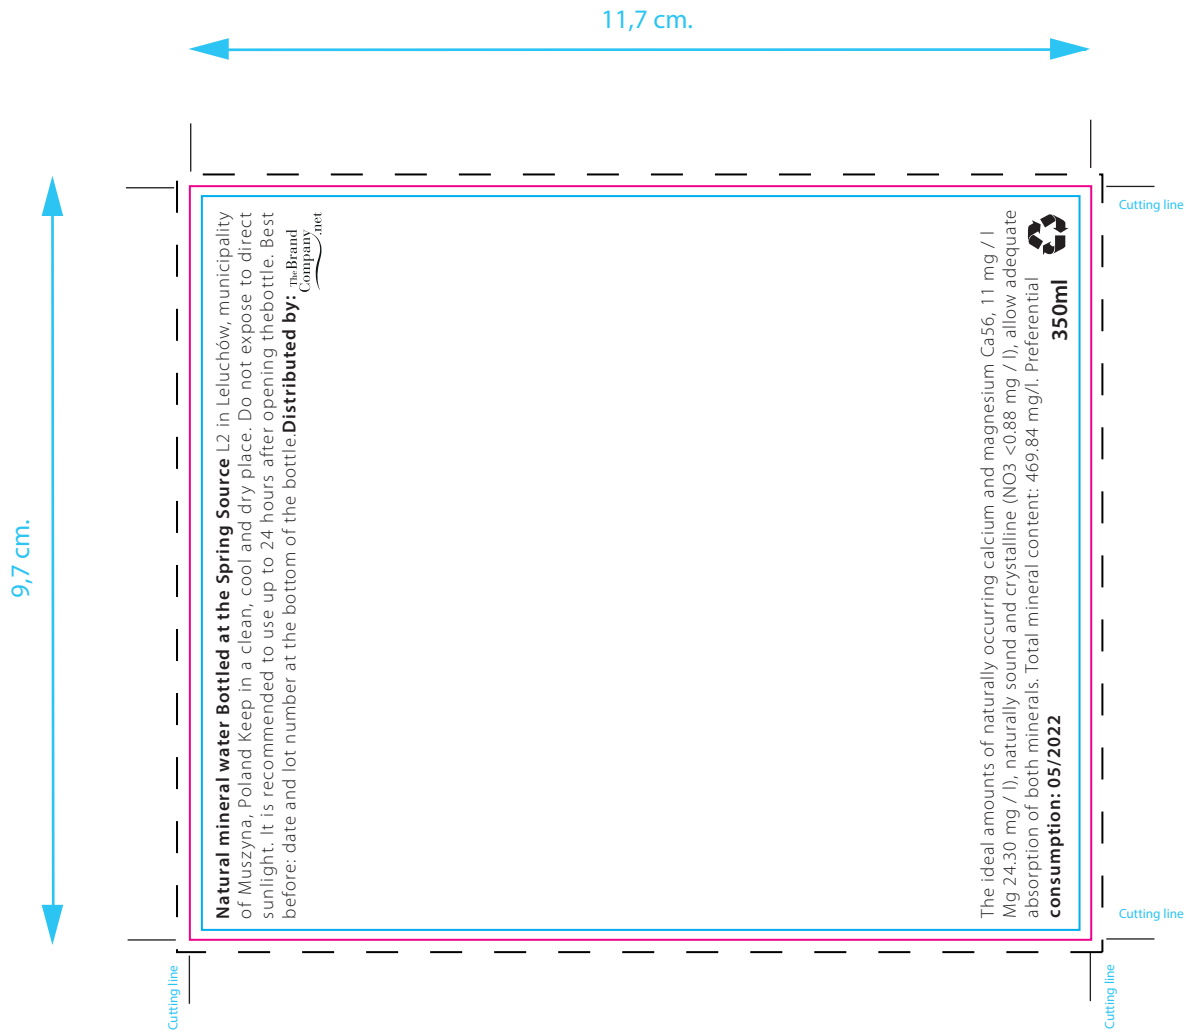 11,7 cm.
9,7 cm.
Natural mineral water Bottled at the Spring Source L2 in Leluchów, municipality
of Muszyna, Poland Keep in a clean, cool and dry place. Do not expose to direct
sunlight. It is recommended to use up to 24 hours after opening thebottle. Best
before: date and lot number at the bottom of the bottle.Distributed by:
TheBrand
Company
.net
The ideal amounts of naturally occurring calcium and magnesium Ca56, 11 mg / l
Mg 24.30 mg / l), naturally sound and crystalline (NO3 <0.88 mg / l), allow adequate
absorption of both minerals. Total mineral content: 469.84 mg/l. Preferential
consumption: 05/2022
350ml
Cutting line
Cutting line
Cutting line
Cutting line